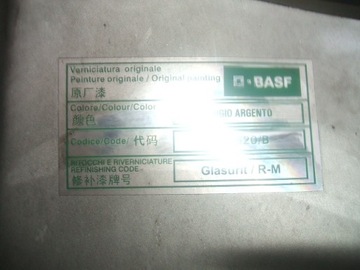 Verniciatura originale
Peinture originale / Original painting
原厂漆
BASF
Colore/Colour/Color
ARGENTO
颜色
Codice/Code/代码
INTOCCHI E RIVERNICIATURE
REFINISHING CODE
修补漆牌号
Glasurit / R-M